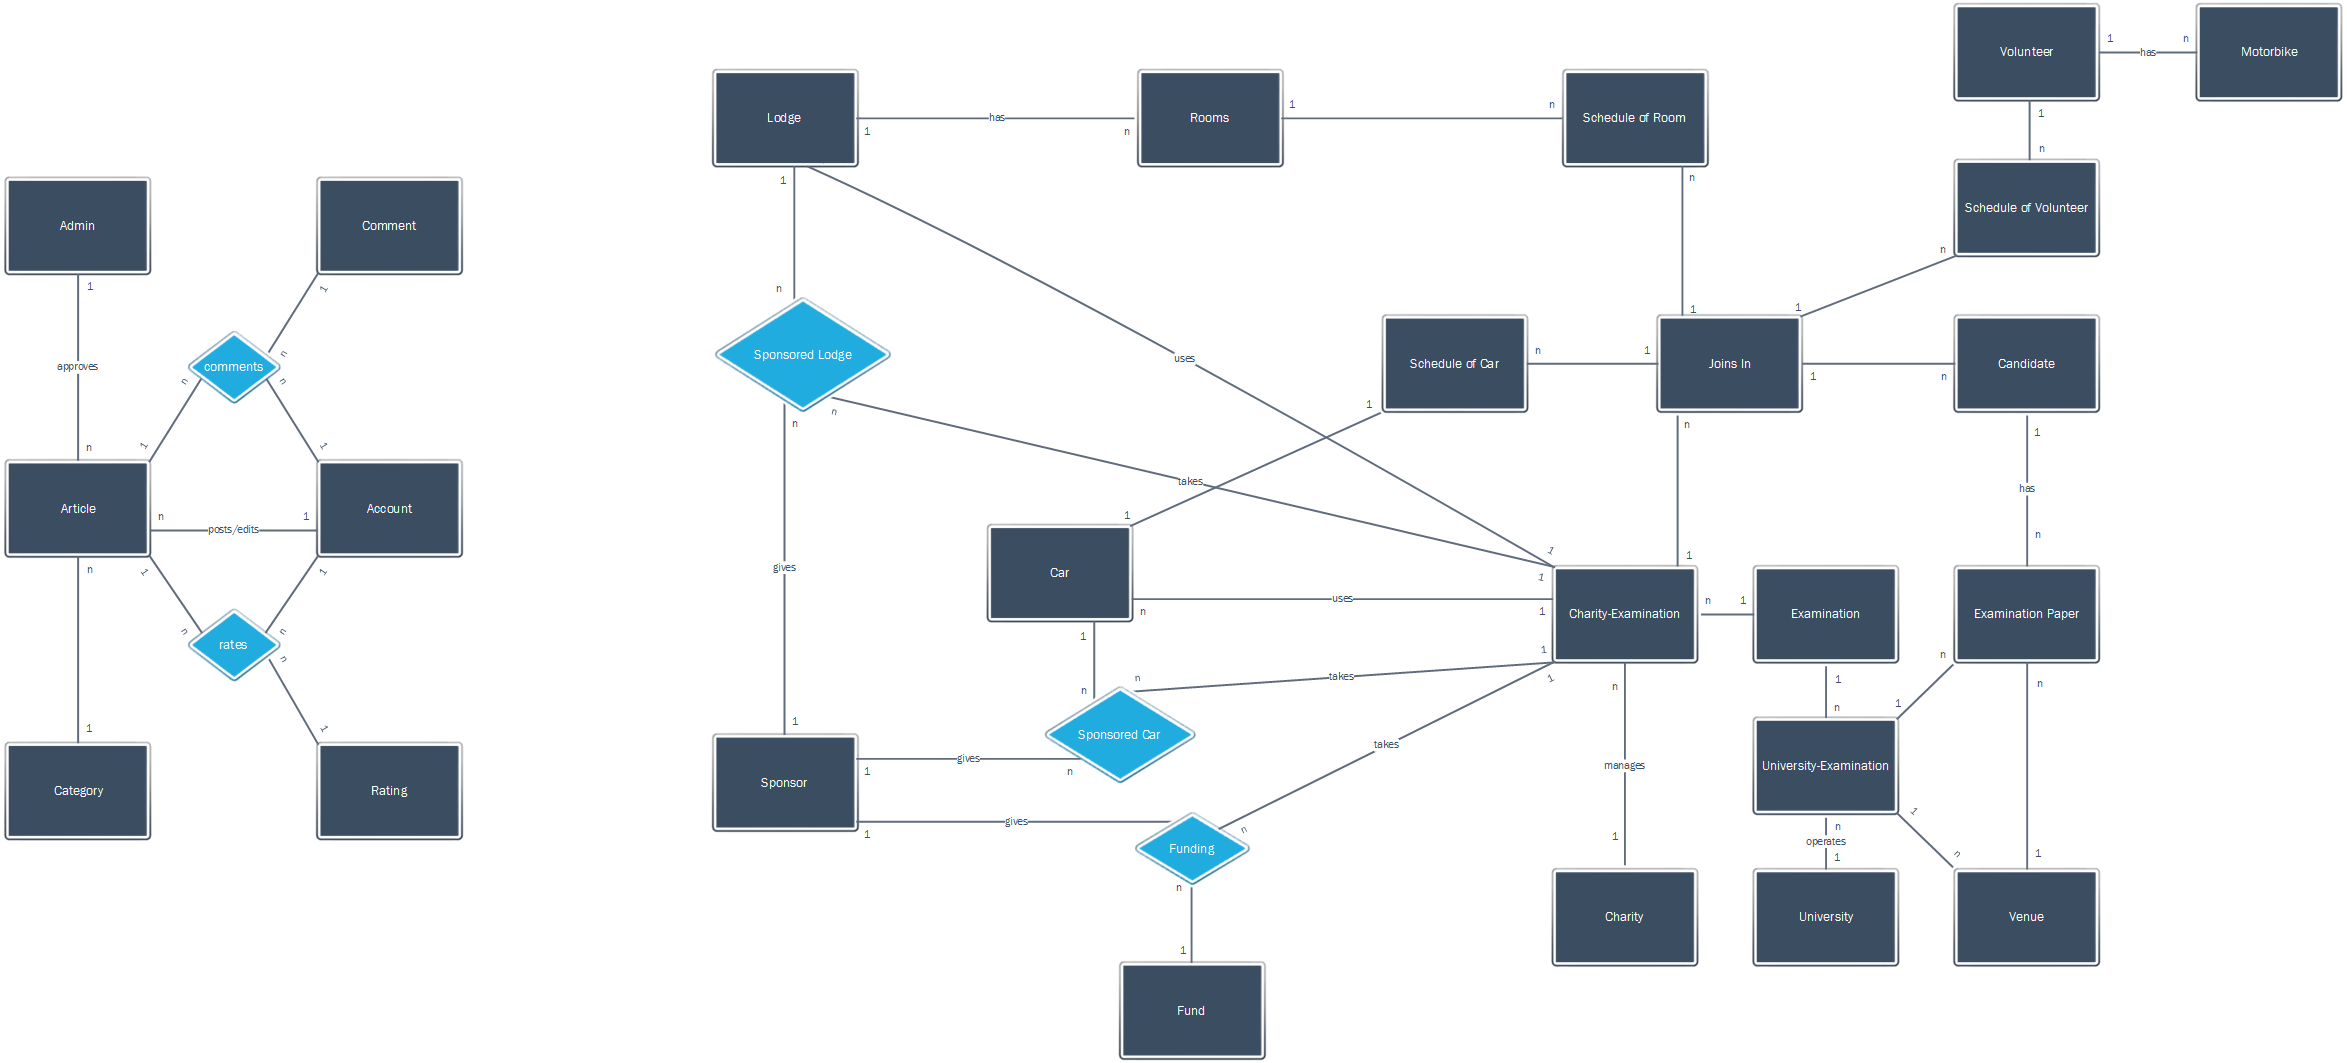 Volunteer
1
has
n
Motorbike
1
n
Schedule of Volunteer
n
1
Lodge
1
has
n
Rooms
1
n
Schedule of Room
n
1
1
n
Sponsored Lodge
n
n
uses
1
takes
1
gives
1
Admin
1
approves
n
Comment
1
n
comments
n
1
n
1
Article
n
posts/edits
1
Account
n
1
1
n
1
n
rates
n
1
Category
Rating
Schedule of Car
n
1
Joins In
1
n
Candidate
1
1
n
1
1
has
n
Car
n
uses
1
1
n
Charity-Examination
n
1
Examination
Examination Paper
n
takes
1
Sponsored Car
Sponsor
1
gives
n
1
gives
Funding
n
takes
1
n
1
Fund
n
manages
1
Charity
1
n
University-Examination
1
n
n
operates
1
University
1
n
n
1
Venue